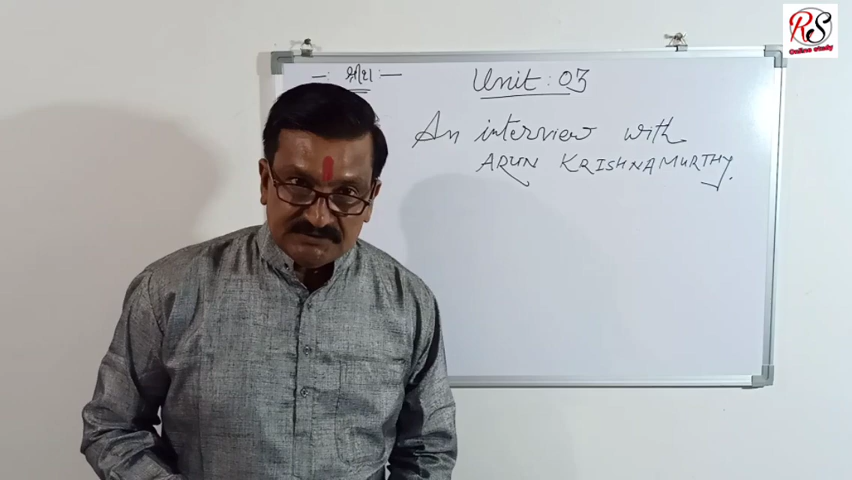 -: श्री :-
Unit : 03
An interview with
ARUN KRISHNAMURTHY.
RS
Online study